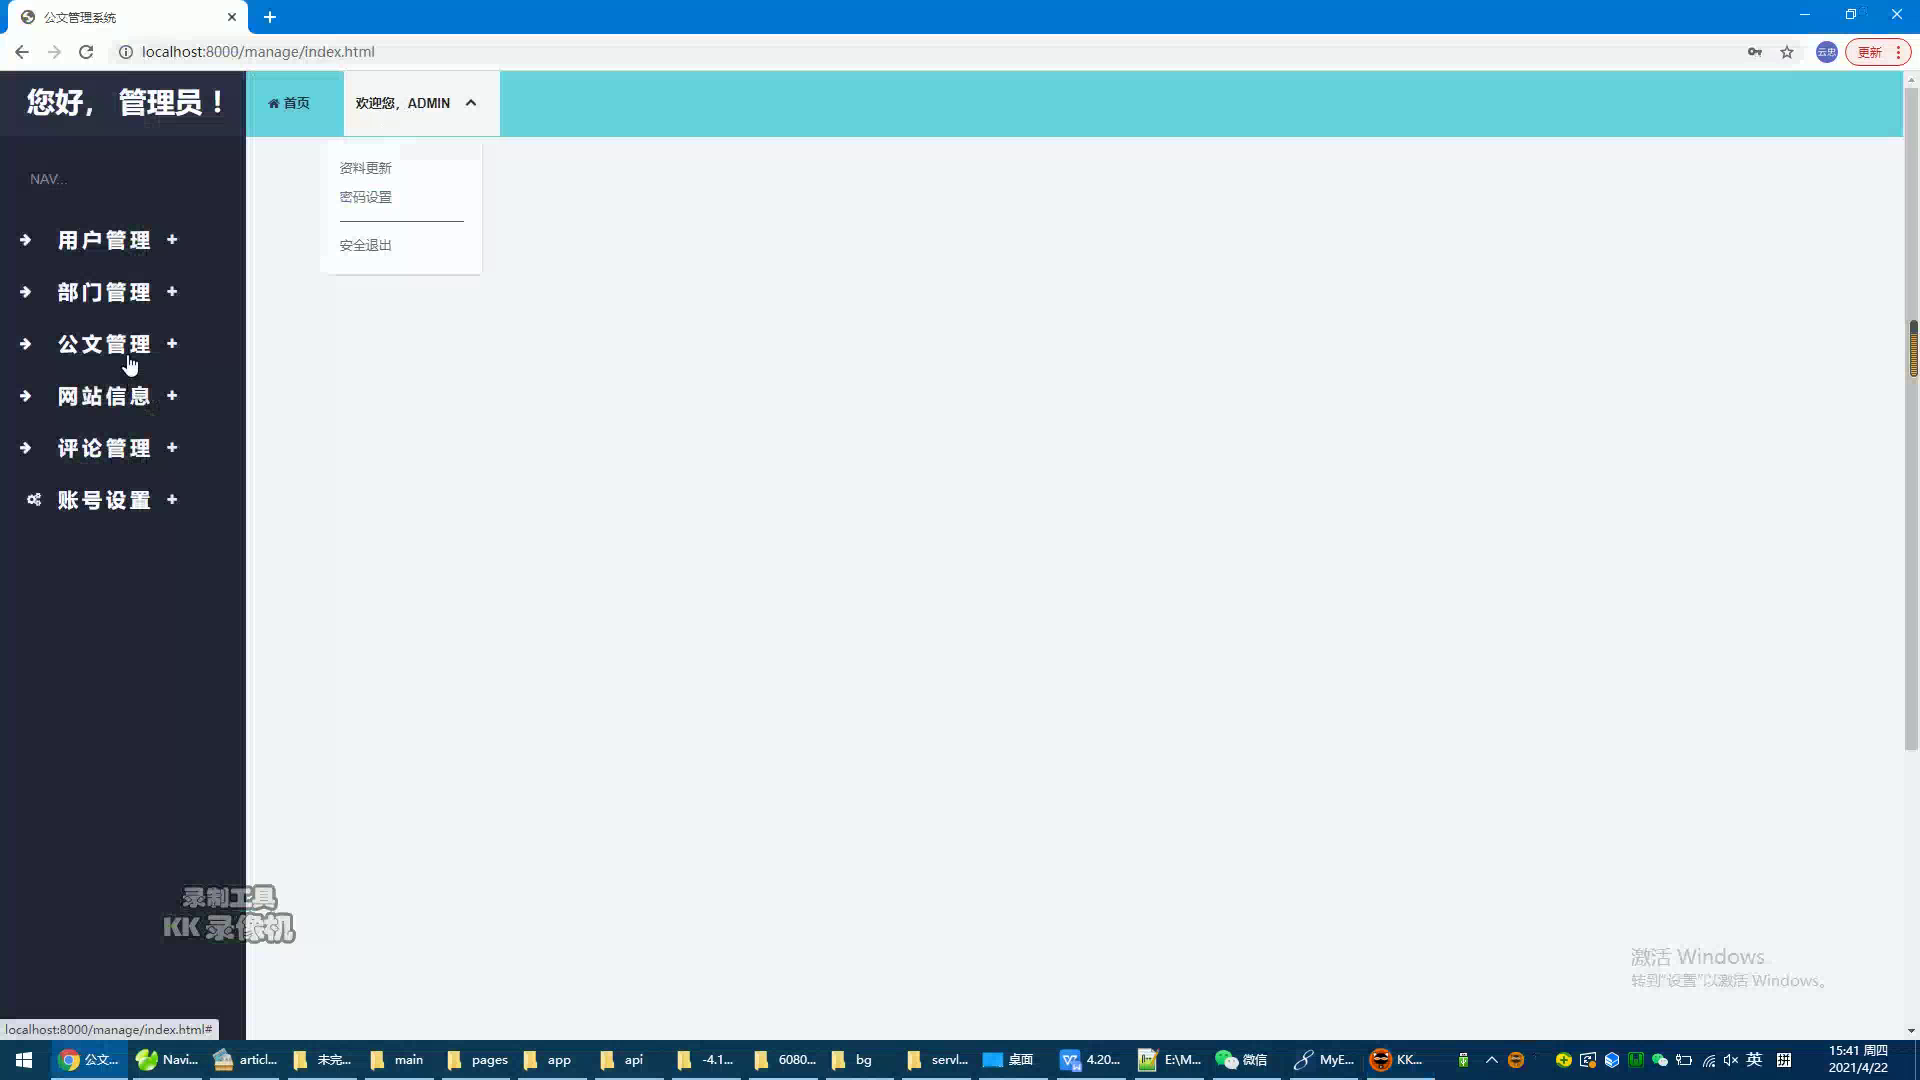 公文管理系统
localhost:8000/manage/index.html
更新
您好， 管理员！
首页
欢迎您，ADMIN
资料更新
密码设置
安全退出
NAV...
用户管理
部门管理
公文管理
网站信息
评论管理
账号设置
录制工具
KK 录像机
激活 Windows
转到"设置"以激活 Windows。
localhost:8000/manage/index.html#
公文...
Navi...
articl...
未完...
main
pages
app
api
-4.1...
6080...
bg
servl...
桌面
4.20...
E:\M...
微信
MyE...
KK...
英
15:41 周四
2021/4/22